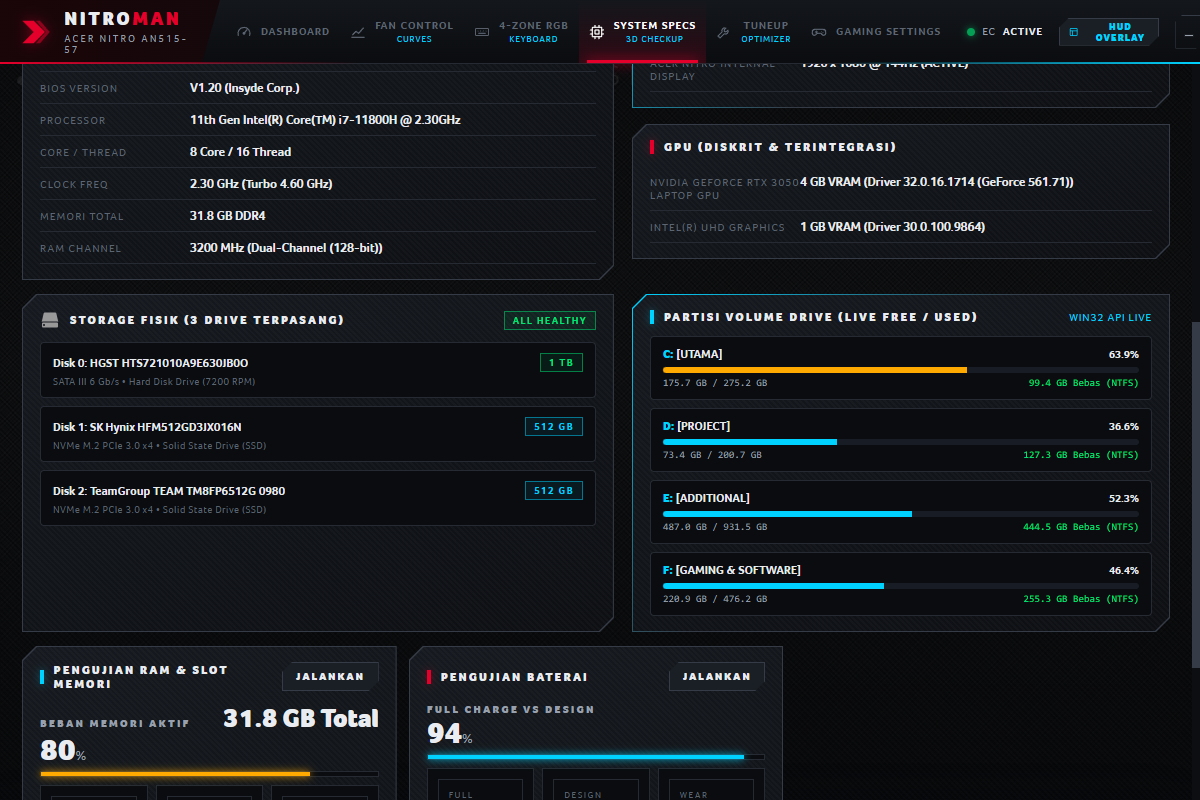 NITROMAN
ACER NITRO AN515-
57
DASHBOARD
FAN CONTROL
CURVES
4-ZONE RGB
KEYBOARD
SYSTEM SPECS
3D CHECKUP
TUNEUP
OPTIMIZER
GAMING SETTINGS
EC ACTIVE
HUD
OVERLAY
BIOS VERSION V1.20 (Insyde Corp.)
PROCESSOR 11th Gen Intel(R) Core(TM) i7-11800H @ 2.30GHz
CORE / THREAD 8 Core / 16 Thread
CLOCK FREQ 2.30 GHz (Turbo 4.60 GHz)
MEMORI TOTAL 31.8 GB DDR4
RAM CHANNEL 3200 MHz (Dual-Channel (128-bit))
ACER NITRO INTERNAL 1920 x 1080 @ 144Hz (ACTIVE)
DISPLAY
GPU (DISKRIT & TERINTEGRASI)
NVIDIA GEFORCE RTX 3050 4 GB VRAM (Driver 32.0.16.1714 (GeForce 561.71))
LAPTOP GPU
INTEL(R) UHD GRAPHICS 1 GB VRAM (Driver 30.0.100.9864)
STORAGE FISIK (3 DRIVE TERPASANG) ALL HEALTHY
Disk 0: HGST HTS721010A9E630JB0O 1 TB
SATA III 6 Gb/s • Hard Disk Drive (7200 RPM)
Disk 1: SK Hynix HFM512GD3JX016N 512 GB
NVMe M.2 PCIe 3.0 x4 • Solid State Drive (SSD)
Disk 2: TeamGroup TEAM TM8FP6512G 0980 512 GB
NVMe M.2 PCIe 3.0 x4 • Solid State Drive (SSD)
PARTISI VOLUME DRIVE (LIVE FREE / USED) WIN32 API LIVE
C: [UTAMA] 63.9%
175.7 GB / 275.2 GB 99.4 GB Bebas (NTFS)
D: [PROJECT] 36.6%
73.4 GB / 200.7 GB 127.3 GB Bebas (NTFS)
E: [ADDITIONAL] 52.3%
487.0 GB / 931.5 GB 444.5 GB Bebas (NTFS)
F: [GAMING & SOFTWARE] 46.4%
220.9 GB / 476.2 GB 255.3 GB Bebas (NTFS)
PENGUJIAN RAM & SLOT
MEMORI
JALANKAN
BEBAN MEMORI AKTIF 31.8 GB Total
80%
PENGUJIAN BATERAI JALANKAN
FULL CHARGE VS DESIGN
94%
FULL DESIGN WEAR